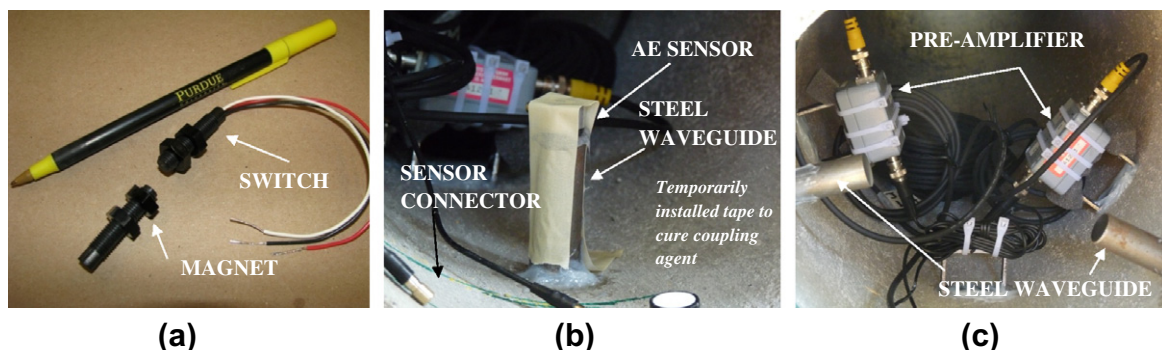 PURDUE
SWITCH
MAGNET
(a)
AE SENSOR
STEEL
WAVEGUIDE
SENSOR
CONNECTOR
Temporarily
installed tape to
cure coupling
agent
(b)
PRE-AMPLIFIER
STEEL WAVEGUIDE
(c)